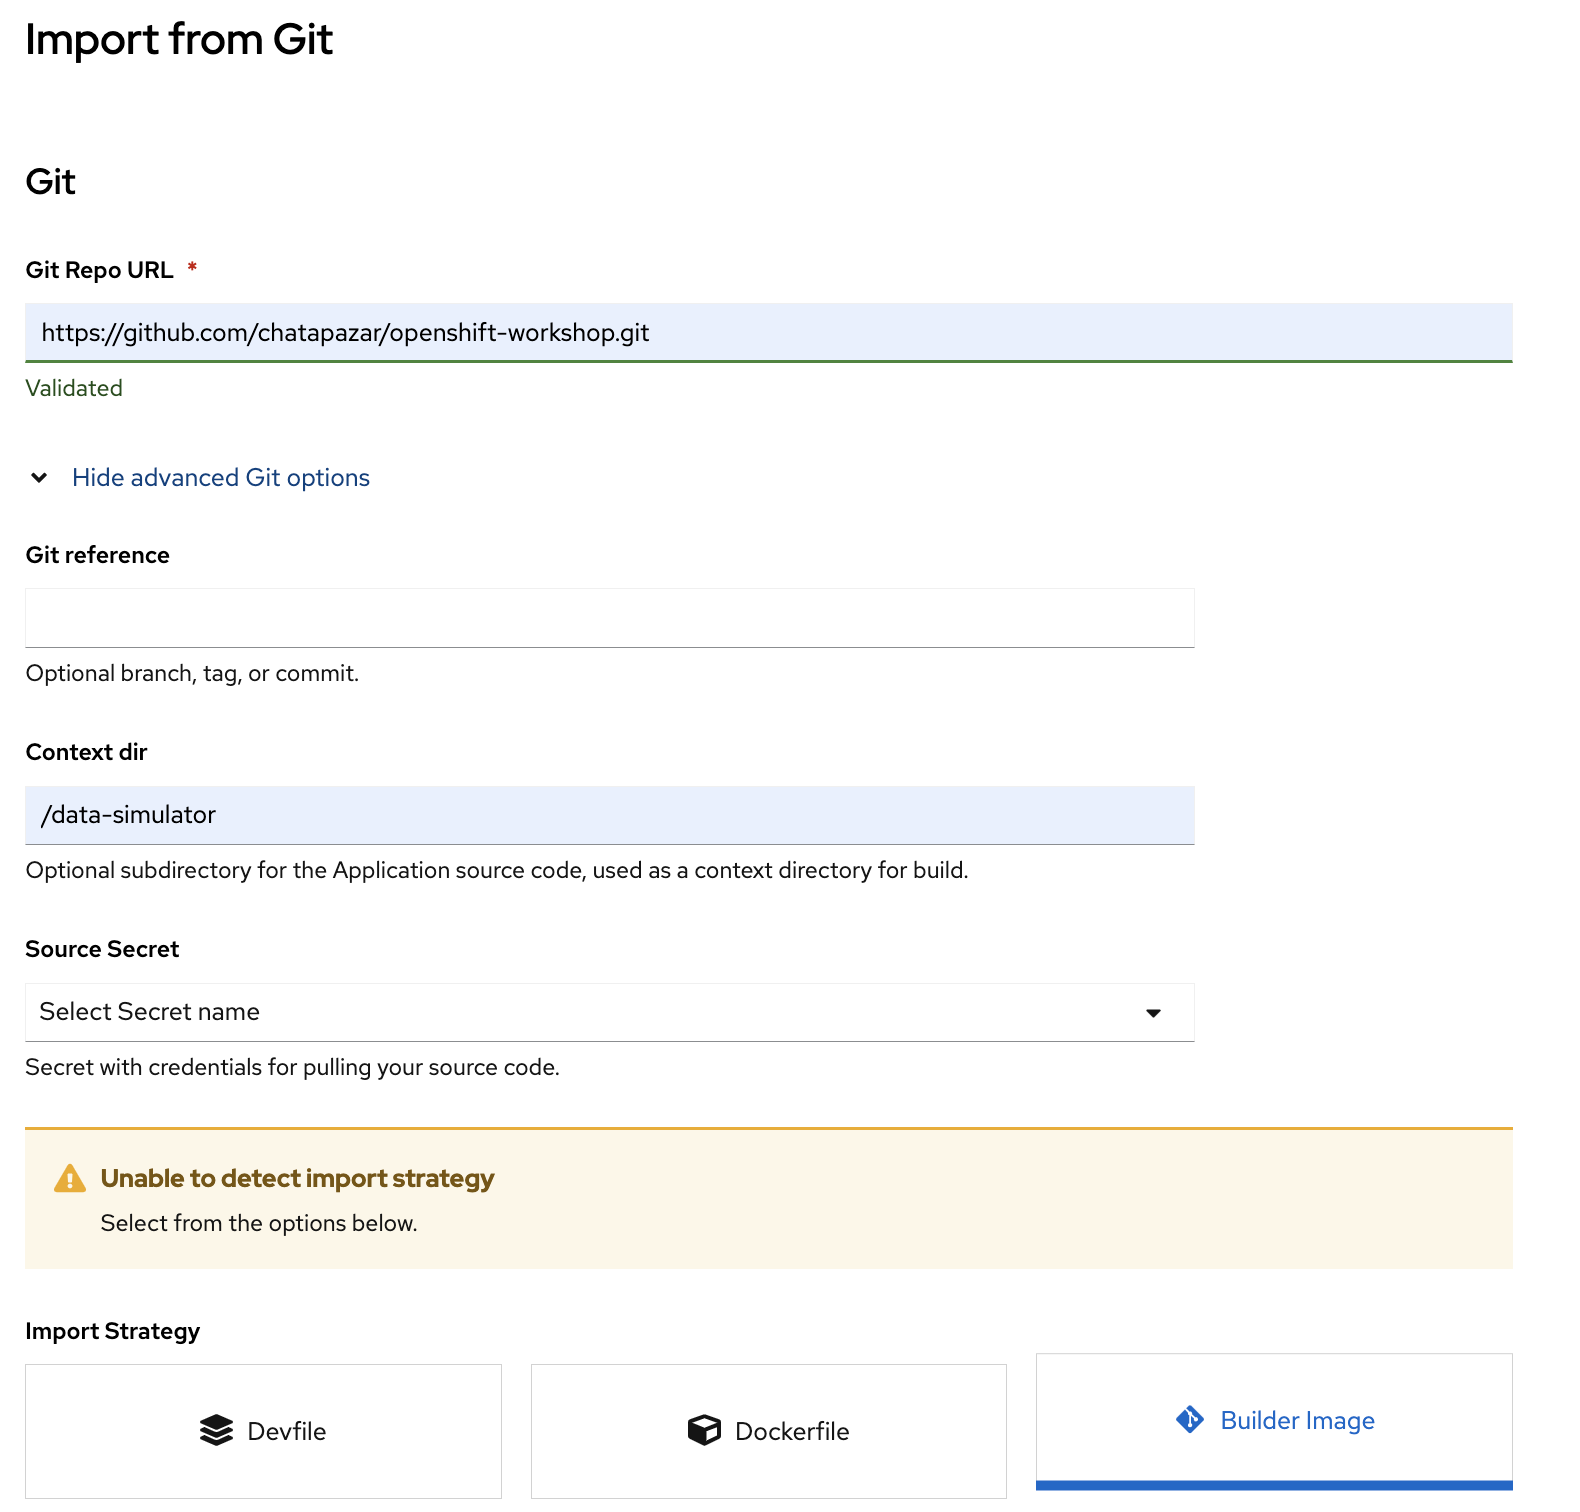 Import from Git
Git
Git Repo URL *
https://github.com/chatapazar/openshift-workshop.git
Validated
Hide advanced Git options
Git reference
Optional branch, tag, or commit.
Context dir
/data-simulator
Optional subdirectory for the Application source code, used as a context directory for build.
Source Secret
Select Secret name
Secret with credentials for pulling your source code.
Unable to detect import strategy
Select from the options below.
Import Strategy
Devfile
Dockerfile
Builder Image